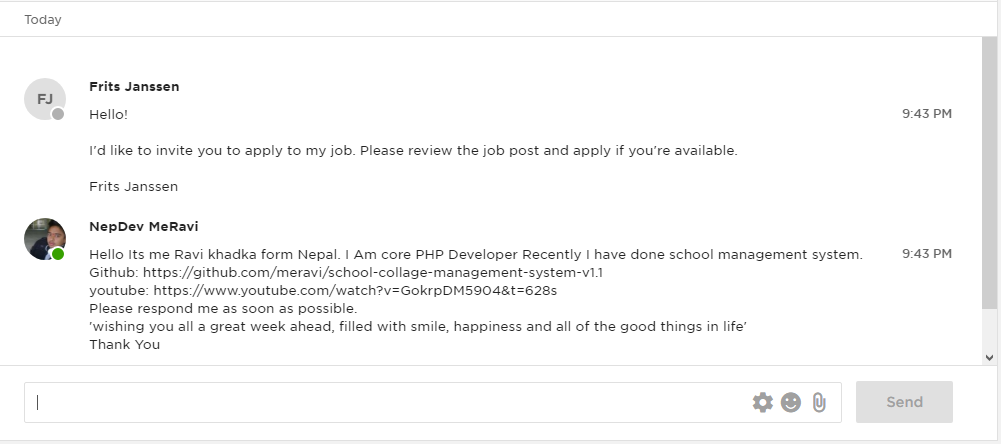 Today
Frits Janssen
FJ
Hello!
9:43 PM
I'd like to invite you to apply to my job. Please review the job post and apply if you're available.
Frits Janssen
NepDev MeRavi
Hello Its me Ravi khadka form Nepal. I Am core PHP Developer Recently I have done school management system.
9:43 PM
Github: https://github.com/meravi/school-collage-management-system-v1.1
youtube: https://www.youtube.com/watch?v=GokrpDM5904&t=628s
Please respond me as soon as possible.
'wishing you all a great week ahead, filled with smile, happiness and all of the good things in life'
Thank You
Send